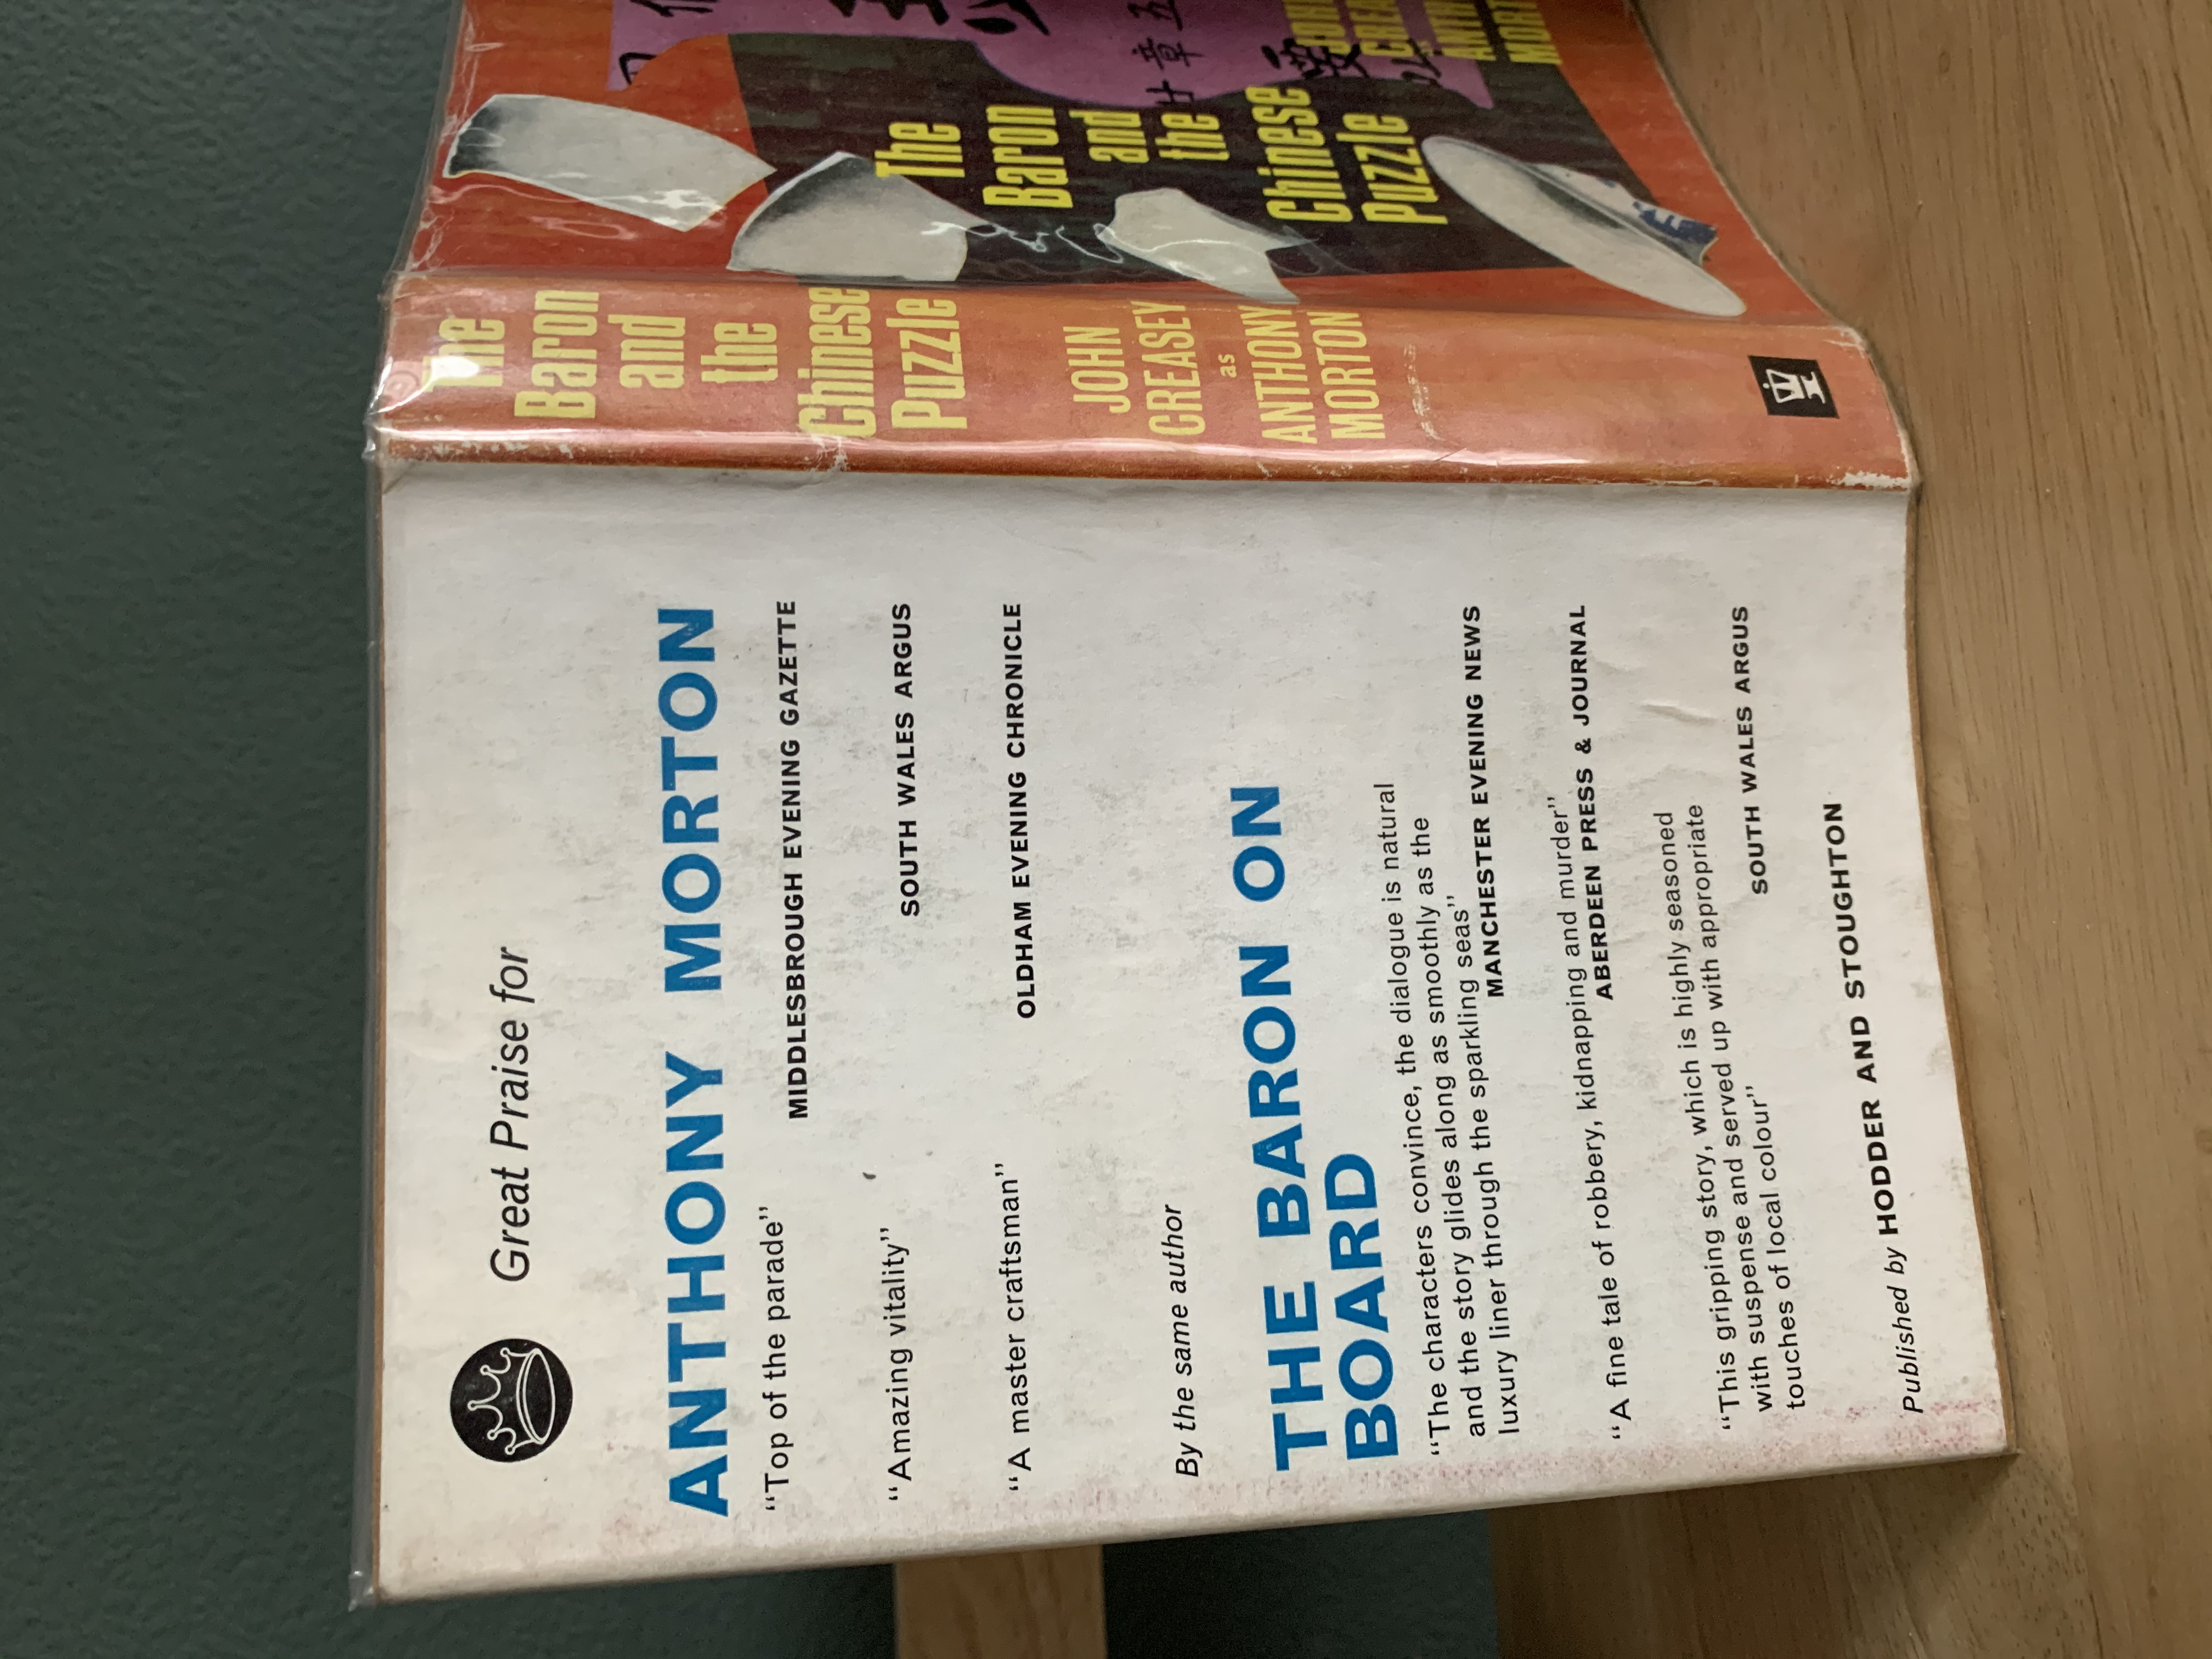 Great Praise for
ANTHONY MORTON
“Top of the parade”
MIDDLESBROUGH EVENING GAZETTE
“Amazing vitality”
SOUTH WALES ARGUS
“A master craftsman”
OLDHAM EVENING CHRONICLE
By the same author
THE BARON ON
BOARD
“The characters convince, the dialogue is natural
and the story glides along as smoothly as the
luxury liner through the sparkling seas”
MANCHESTER EVENING NEWS
“A fine tale of robbery, kidnapping and murder”
ABERDEEN PRESS & JOURNAL
“This gripping story, which is highly seasoned
with suspense and served up with appropriate
touches of local colour”
SOUTH WALES ARGUS
Published by HODDER AND STOUGHTON
The
Baron
and
the
Chinese
Puzzle
JOHN
CREASEY
as
ANTHONY
MORTON
The
Baron
and
the
Chinese
Puzzle
章五